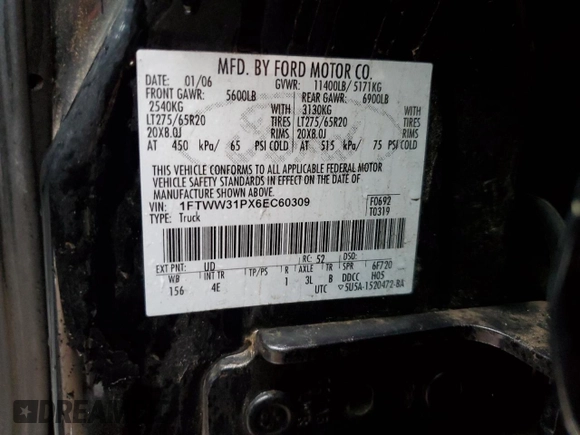 MFD. BY FORD MOTOR CO.
DATE: 01/06 GVWR: 11400LB/ 5171KG
FRONT GAWR: 5600LB REAR GAWR: 6900LB
2540KG WITH 3130KG WITH
LT275/65R20 TIRES LT275/65R20 TIRES
20X8.0J RIMS 20X8.0J RIMS
AT 450 kPa/ 65 PSI COLD AT 515 kPa/ 75 PSI COLD
THIS VEHICLE CONFORMS TO ALL APPLICABLE FEDERAL MOTOR
VEHICLE SAFETY STANDARDS IN EFFECT ON THE DATE OF
MANUFACTURE SHOWN ABOVE.
VIN: 1FTWW31PX6EC60309 F0692
TYPE: Truck T0319
EXT PNT: UD RC: 52 DSO:
WB INT TR TP/PS R AXLE TR SPR 6F720
156 4E 1 3L B DDCC H05
UTC 5U5A-1520472-BA